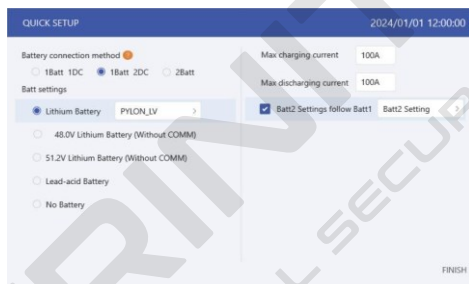 QUICK SETUP
2024/01/01 12:00:00
Battery connection method
1Batt 1DC
1Batt 2DC
2Batt
Batt settings
Lithium Battery
PYLON_LV
48.0V Lithium Battery (Without COMM)
51.2V Lithium Battery (Without COMM)
Lead-acid Battery
No Battery
Max charging current
100A
Max discharging current
100A
Batt2 Settings follow Batt1
Batt2 Setting
FINISH